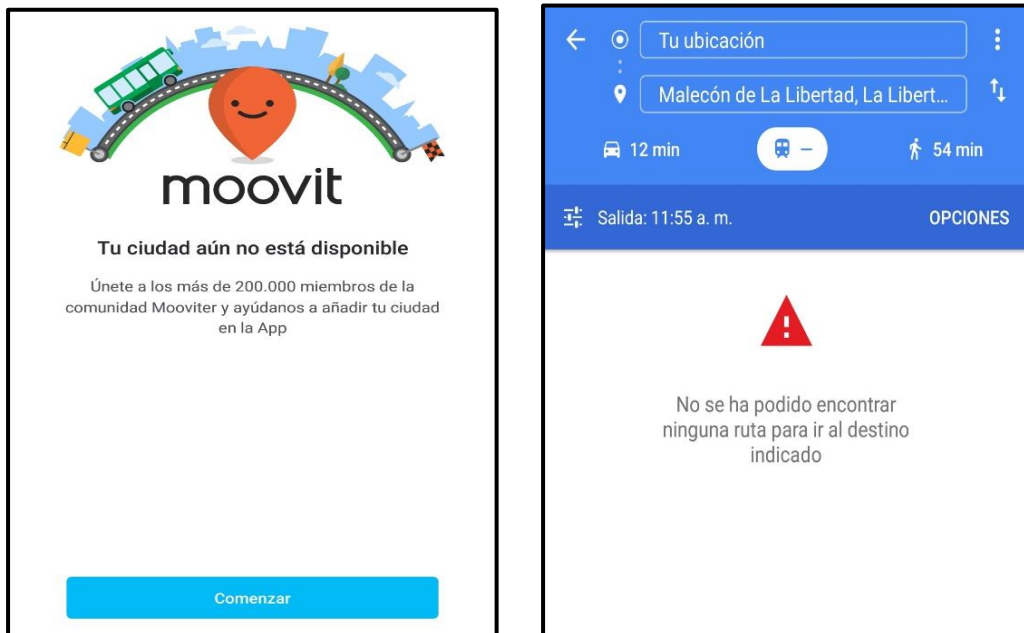 moovit
Tu ciudad aún no está disponible
Únete a los más de 200.000 miembros de la
comunidad Mooviter y ayúdanos a añadir tu ciudad
en la App
Comenzar
Tu ubicación
Malecón de La Libertad, La Libert...
12 min
–
54 min
Salida: 11:55 a. m.
OPCIONES
No se ha podido encontrar
ninguna ruta para ir al destino
indicado